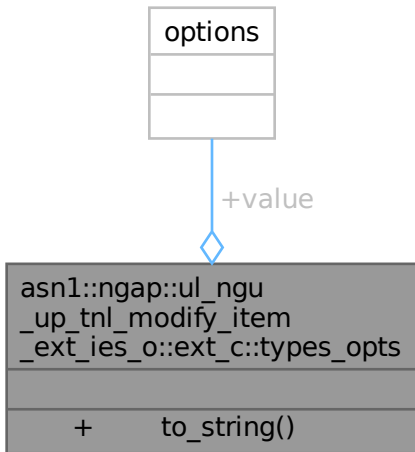 options
+value
asn1::ngap::ul_ngu
_up_tnl_modify_item
_ext_ies_o::ext_c::types_opts
+ to_string()